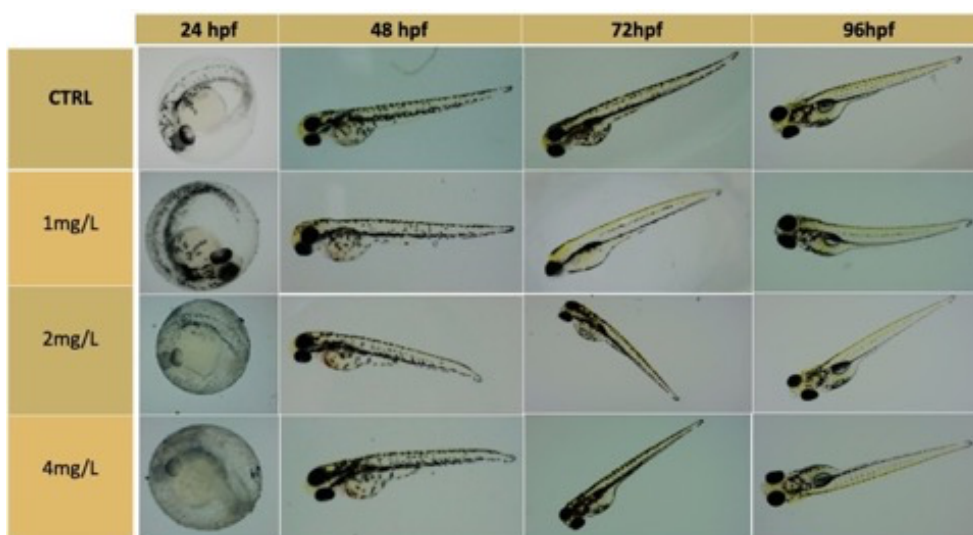 24 hpf 48 hpf 72hpf 96hpf
CTRL
1mg/L
2mg/L
4mg/L